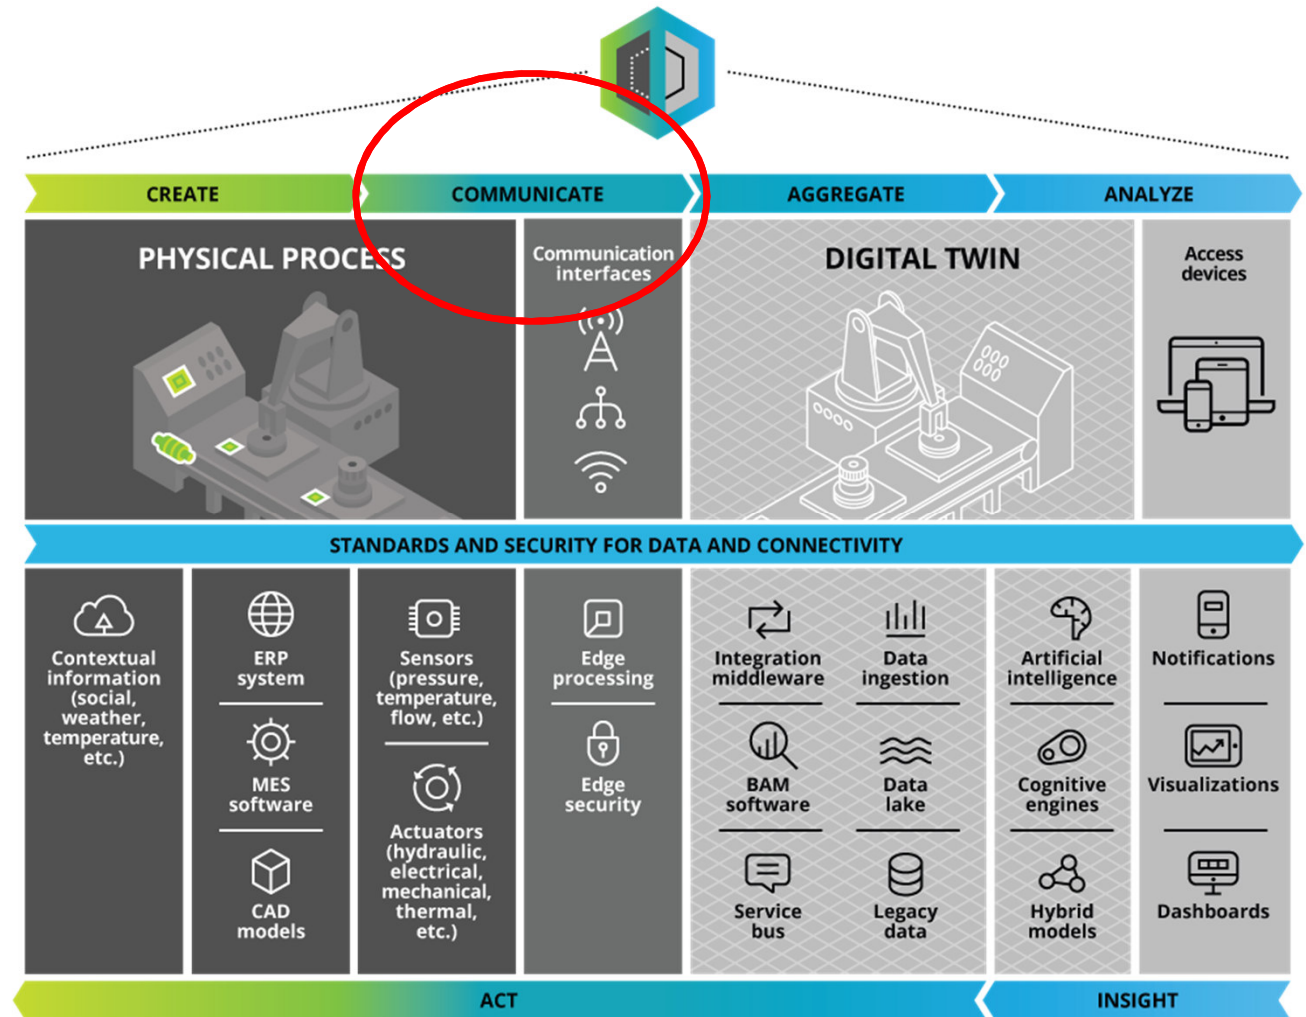 CREATE
COMMUNICATE
AGGREGATE
ANALYZE
PHYSICAL PROCESS
Communication
interfaces
DIGITAL TWIN
Access
devices
STANDARDS AND SECURITY FOR DATA AND CONNECTIVITY
Contextual
information
(social,
weather,
temperature,
etc.)
ERP
system
MES
software
CAD
models
Sensors
(pressure,
temperature,
flow, etc.)
Actuators
(hydraulic,
electrical,
mechanical,
thermal,
etc.)
Edge
processing
Edge
security
Integration
middleware
BAM
software
Service
bus
Data
ingestion
Data
lake
Legacy
data
Artificial
intelligence
Cognitive
engines
Hybrid
models
Notifications
Visualizations
Dashboards
ACT
INSIGHT